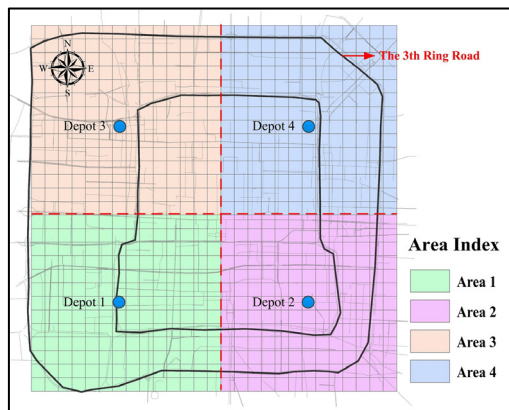 N
W E
S
The 3th Ring Road
Depot 3
Depot 4
Depot 1
Depot 2
Area Index
Area 1
Area 2
Area 3
Area 4